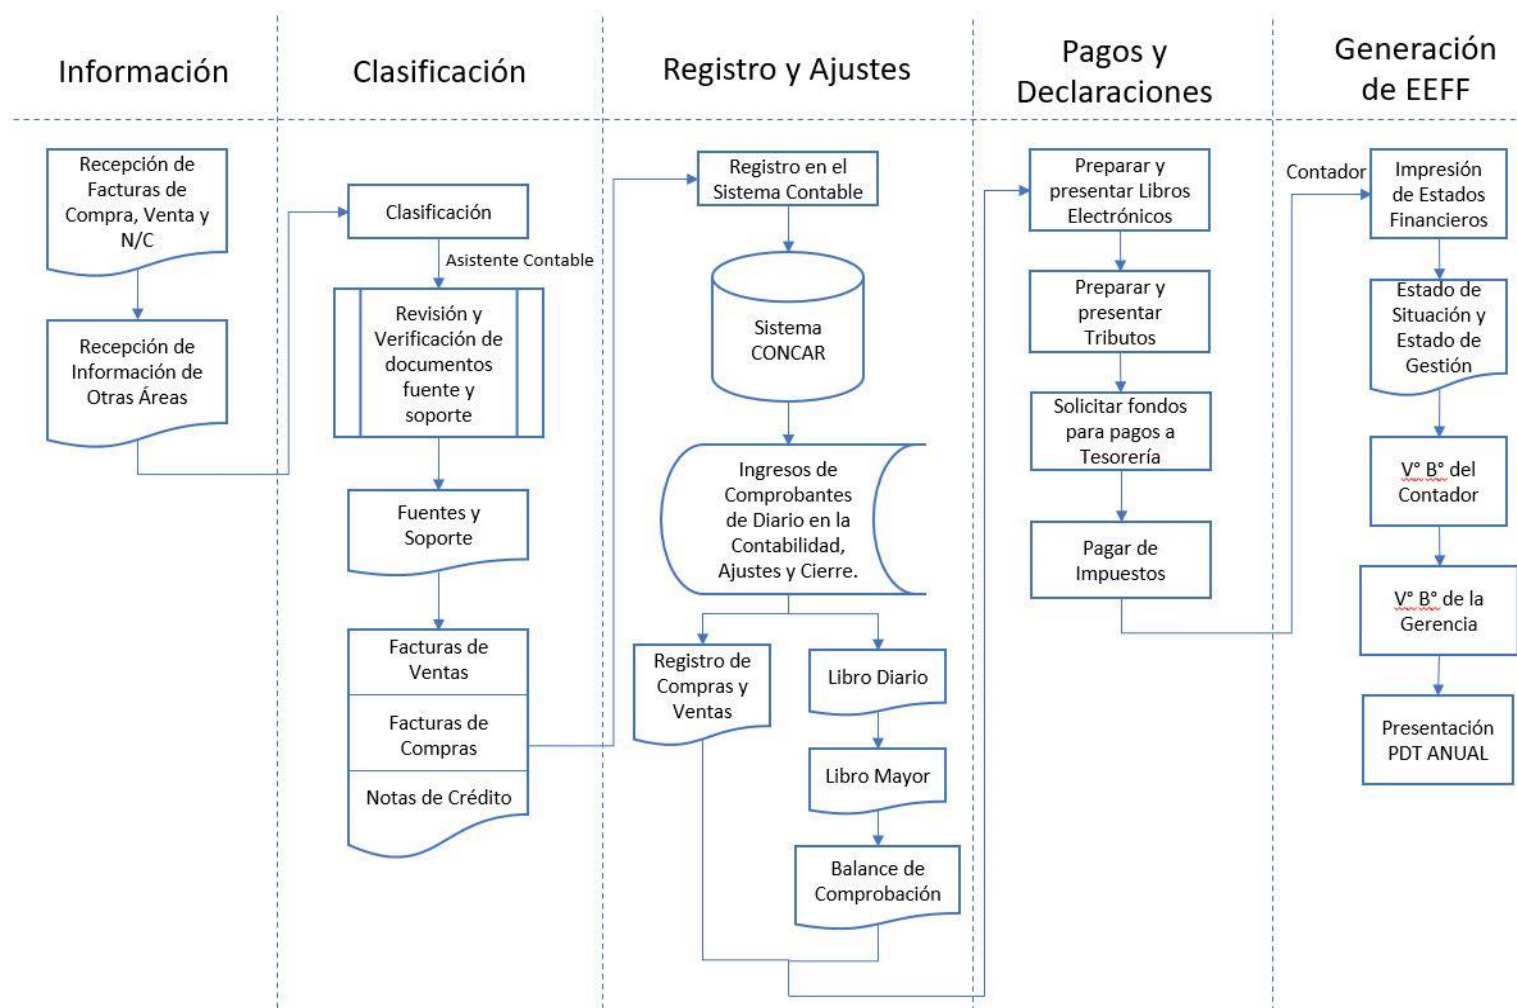 Información
Clasificación
Registro y Ajustes
Pagos y
Declaraciones
Generación
de EEFF
Recepción de
Facturas de
Compra, Venta y
N/C
Recepción de
Información de
Otras Áreas
Clasificación
Asistente Contable
Revisión y
Verificación de
documentos
fuente y
soporte
Fuentes y
Soporte
Facturas de
Ventas
Facturas de
Compras
Notas de Crédito
Registro en el
Sistema Contable
Sistema
CONCAR
Ingresos de
Comprobantes
de Diario en la
Contabilidad,
Ajustes y Cierre.
Registro de
Compras y
Ventas
Libro Diario
Libro Mayor
Balance de
Comprobación
Preparar y
presentar Libros
Electrónicos
Preparar y
presentar
Tributos
Solicitar fondos
para pagos a
Tesorería
Pagar de
Impuestos
Contador
Impresión
de Estados
Financieros
Estado de
Situación y
Estado de
Gestión
V° B° del
Contador
V° B° de la
Gerencia
Presentación
PDT ANUAL